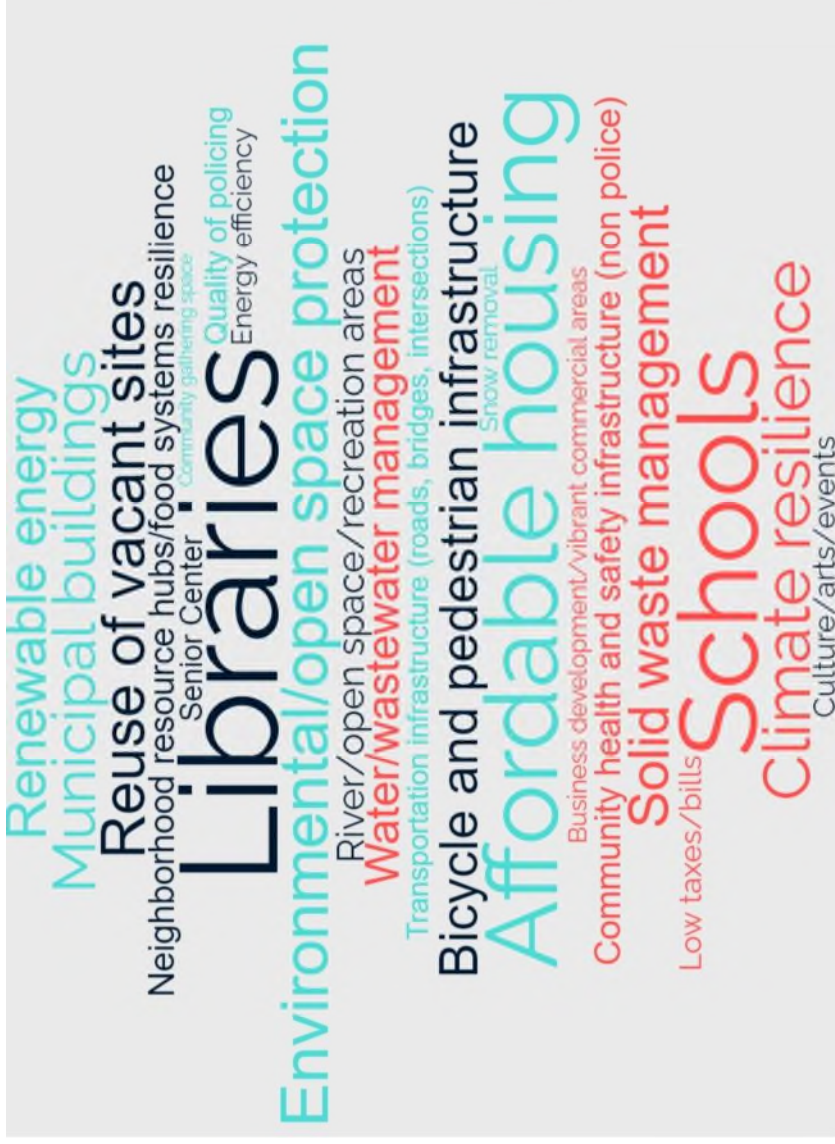 Renewable energy
Municipal buildings
Reuse of vacant sites
Neighborhood resource hubs/food systems resilience
Senior Center
Community gathering space
Libraries
Quality of policing
Energy efficiency
Environmental/open space protection
River/open space/recreation areas
Water/wastewater management
Transportation infrastructure (roads, bridges, intersections)
Bicycle and pedestrian infrastructure
Snow removal
Affordable housing
Business development/vibrant commercial areas
Community health and safety infrastructure (non police)
Solid waste management
Low taxes/bills
Schools
Climate resilience
Culture/arts/events